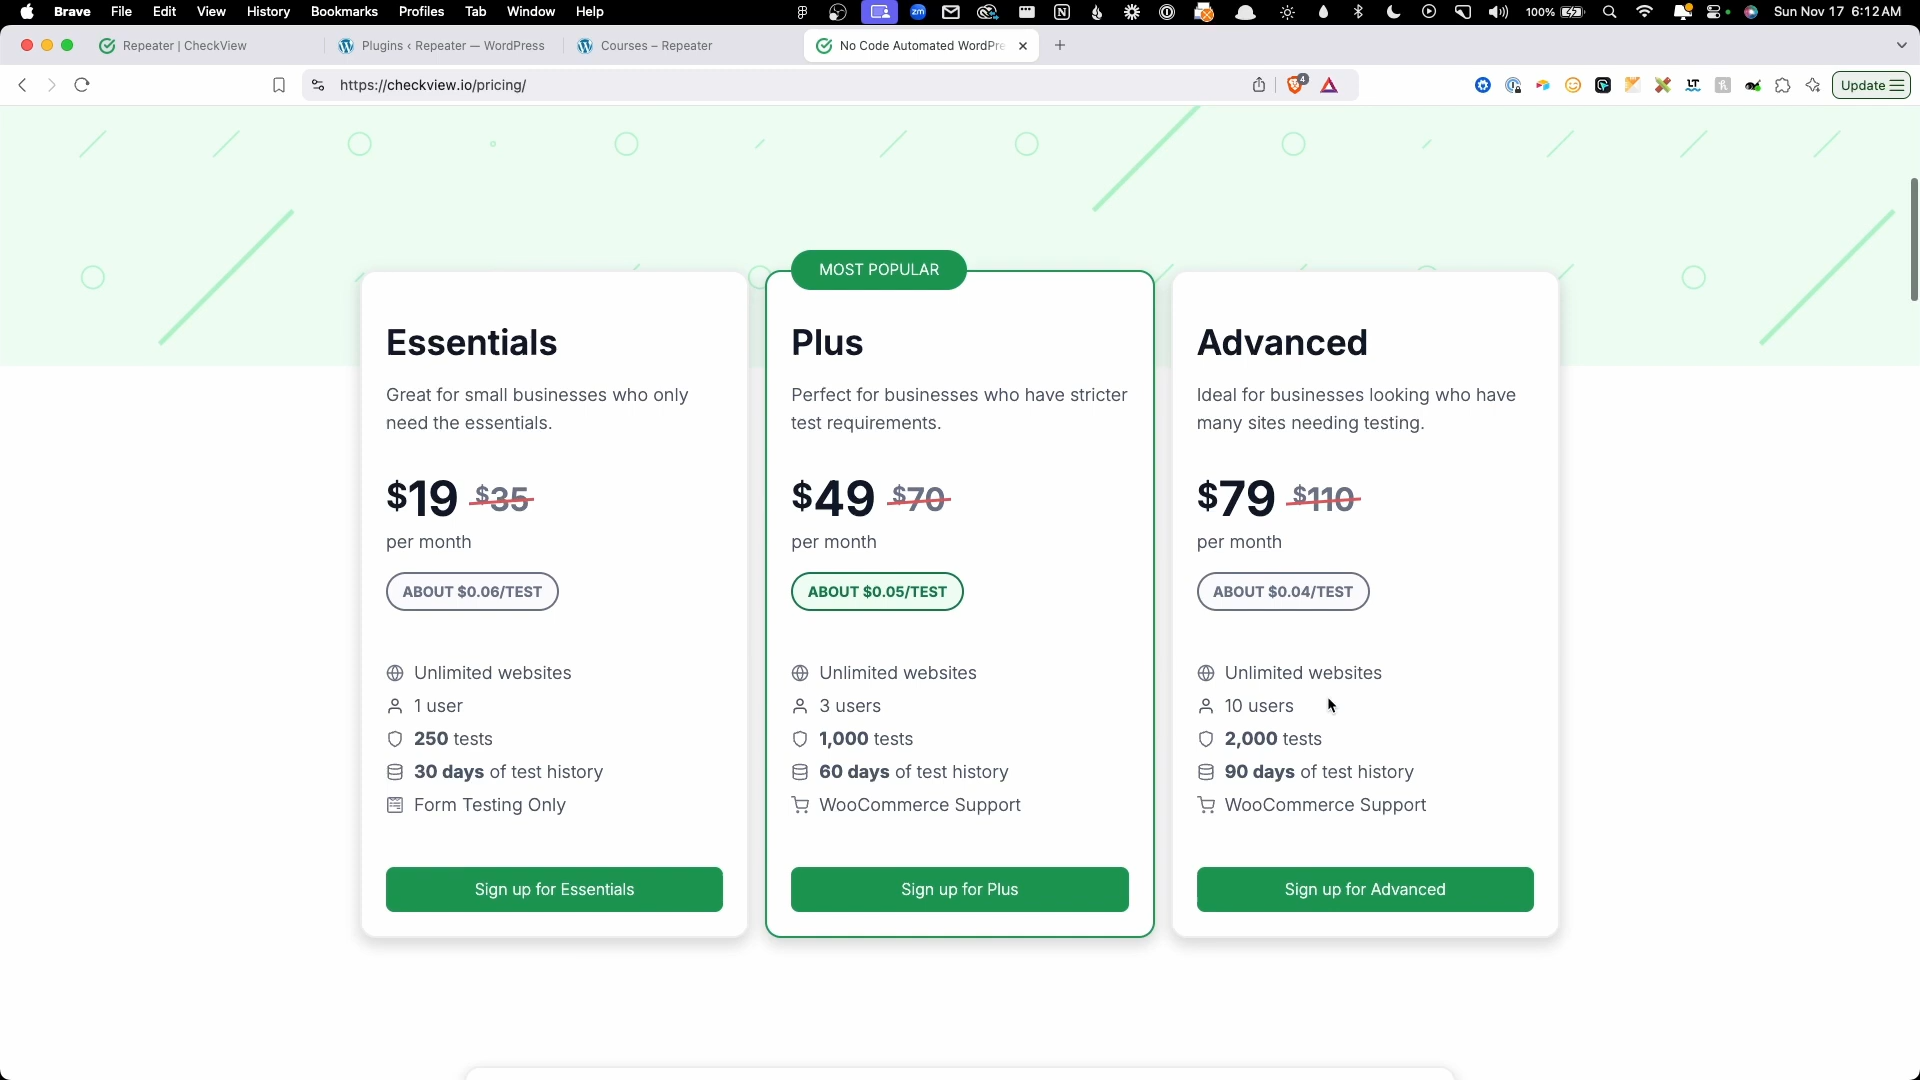 Brave File Edit View History Bookmarks Profiles Tab Window Help
zm
100%
Sun Nov 17 6:12 AM
Repeater | CheckView
Plugins ‹ Repeater — WordPress
Courses – Repeater
No Code Automated WordPre
https://checkview.io/pricing/
4
LT
Update
MOST POPULAR
Essentials
Great for small businesses who only
need the essentials.
$19 $35
per month
ABOUT $0.06/TEST
Unlimited websites
1 user
250 tests
30 days of test history
Form Testing Only
Sign up for Essentials
Plus
Perfect for businesses who have stricter
test requirements.
$49 $70
per month
ABOUT $0.05/TEST
Unlimited websites
3 users
1,000 tests
60 days of test history
WooCommerce Support
Sign up for Plus
Advanced
Ideal for businesses looking who have
many sites needing testing.
$79 $110
per month
ABOUT $0.04/TEST
Unlimited websites
10 users
2,000 tests
90 days of test history
WooCommerce Support
Sign up for Advanced